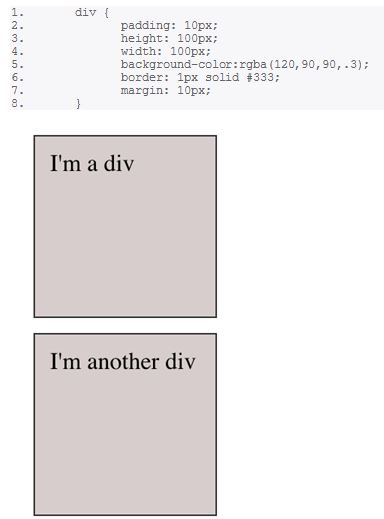 1. div {
2. padding: 10px;
3. height: 100px;
4. width: 100px;
5. background-color:rgba(120,90,90,.3);
6. border: 1px solid #333;
7. margin: 10px;
8. }
I'm a div
I'm another div